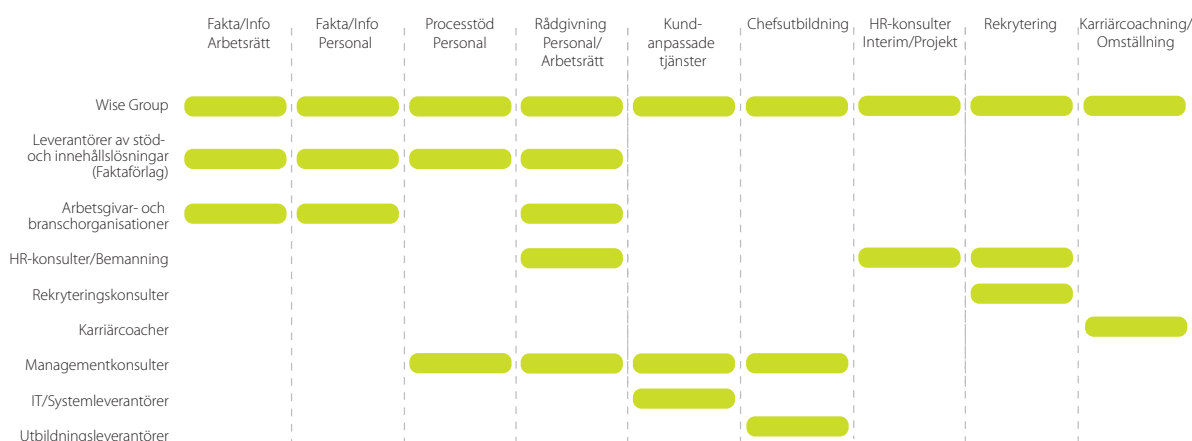 Fakta/Info
Arbetsrätt
Fakta/Info
Personal
Processtöd
Personal
Rådgivning
Personal/
Arbetsrätt
Kund-
anpassade
tjänster
Chefsutbildning
HR-konsulter
Interim/Projekt
Rekrytering
Karriärcoachning/
Omställning
Wise Group
Leverantörer av stöd-
och innehållslösningar
(Faktaförlag)
Arbetsgivar- och
branschorganisationer
HR-konsulter/Bemanning
Rekryteringskonsulter
Karriärcoacher
Managementkonsulter
IT/Systemleverantörer
Utbildningsleverantörer